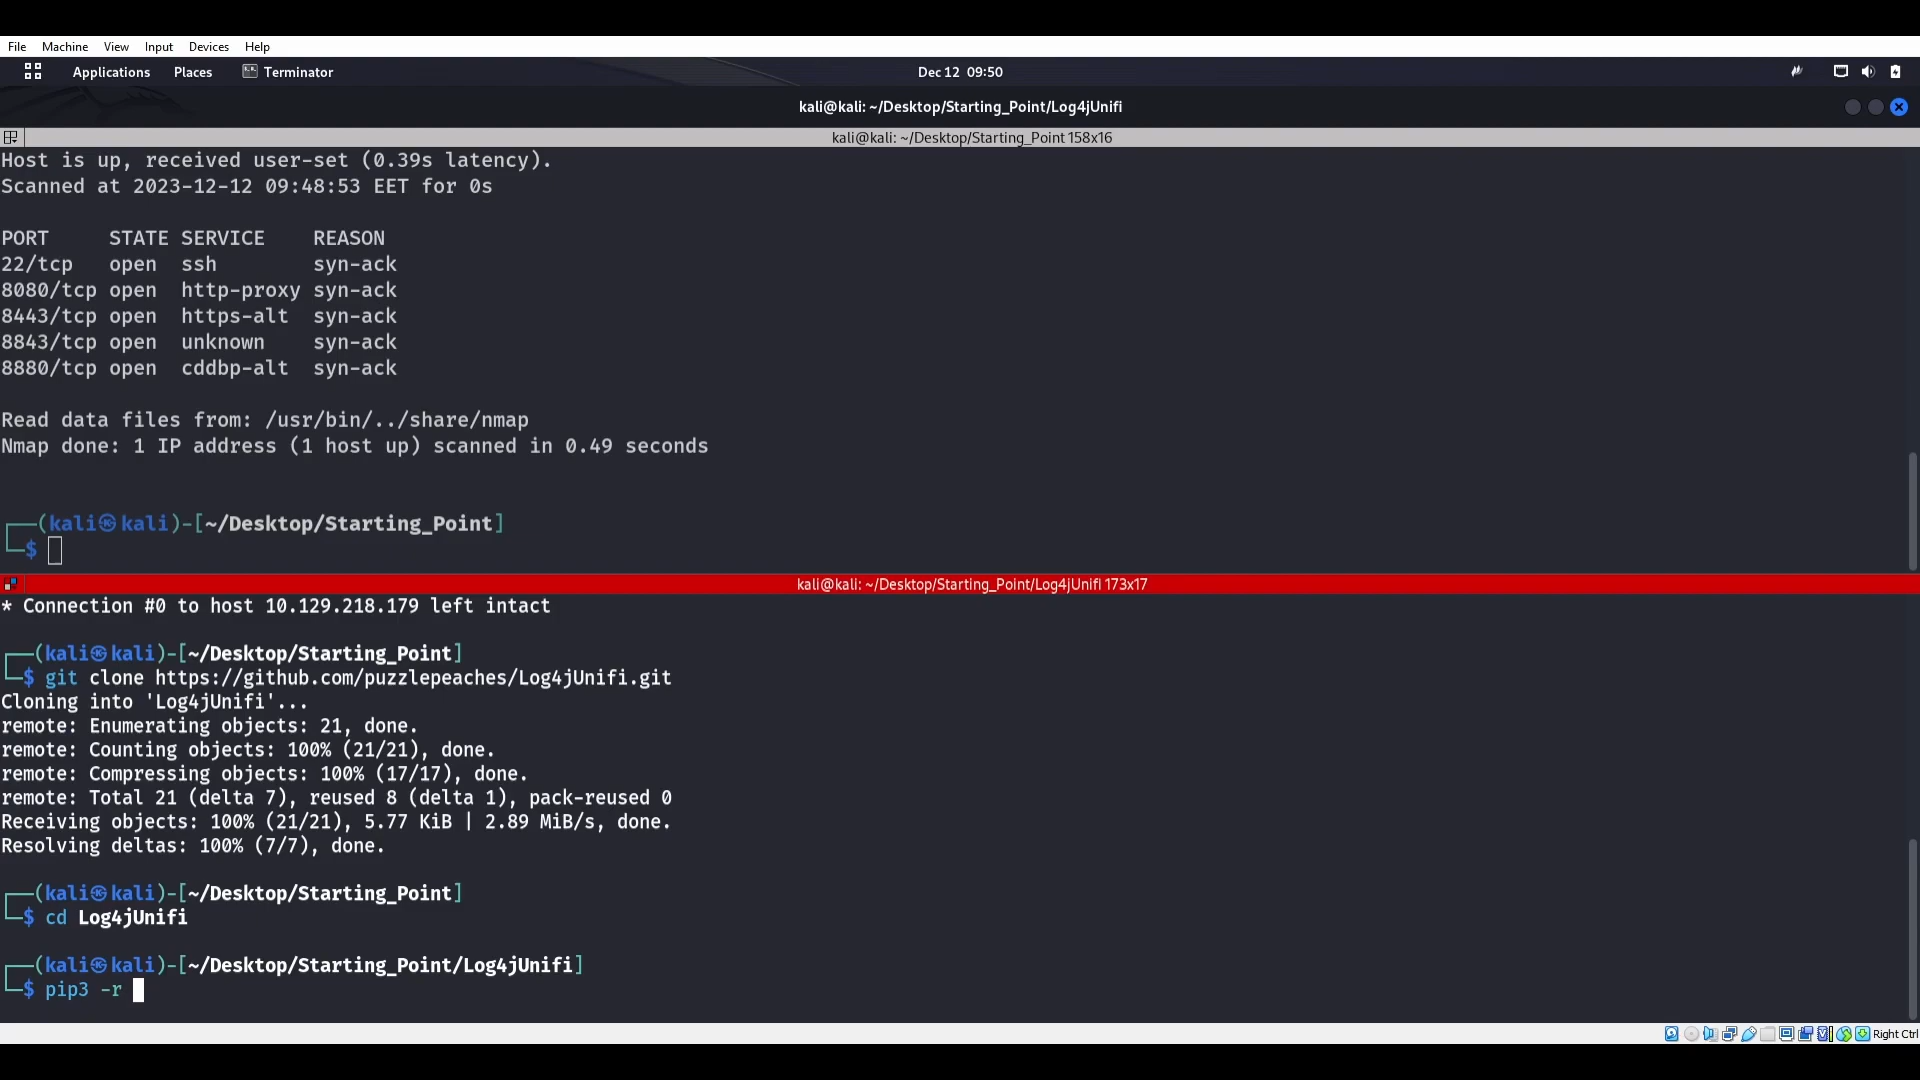 File Machine View Input Devices Help
Applications Places Terminator Dec 12 09:50
kali@kali: ~/Desktop/Starting_Point/Log4jUnifi
kali@kali: ~/Desktop/Starting_Point 158x16
Host is up, received user-set (0.39s latency).
Scanned at 2023-12-12 09:48:53 EET for 0s
PORT STATE SERVICE REASON
22/tcp open ssh syn-ack
8080/tcp open http-proxy syn-ack
8443/tcp open https-alt syn-ack
8843/tcp open unknown syn-ack
8880/tcp open cddbp-alt syn-ack
Read data files from: /usr/bin/../share/nmap
Nmap done: 1 IP address (1 host up) scanned in 0.49 seconds
┌──(kali㉿kali)-[~/Desktop/Starting_Point]
└─$
kali@kali: ~/Desktop/Starting_Point/Log4jUnifi 173x17
* Connection #0 to host 10.129.218.179 left intact
┌──(kali㉿kali)-[~/Desktop/Starting_Point]
└─$ git clone https://github.com/puzzlepeaches/Log4jUnifi.git
Cloning into 'Log4jUnifi'...
remote: Enumerating objects: 21, done.
remote: Counting objects: 100% (21/21), done.
remote: Compressing objects: 100% (17/17), done.
remote: Total 21 (delta 7), reused 8 (delta 1), pack-reused 0
Receiving objects: 100% (21/21), 5.77 KiB | 2.89 MiB/s, done.
Resolving deltas: 100% (7/7), done.
┌──(kali㉿kali)-[~/Desktop/Starting_Point]
└─$ cd Log4jUnifi
┌──(kali㉿kali)-[~/Desktop/Starting_Point/Log4jUnifi]
└─$ pip3 -r
Right Ctrl